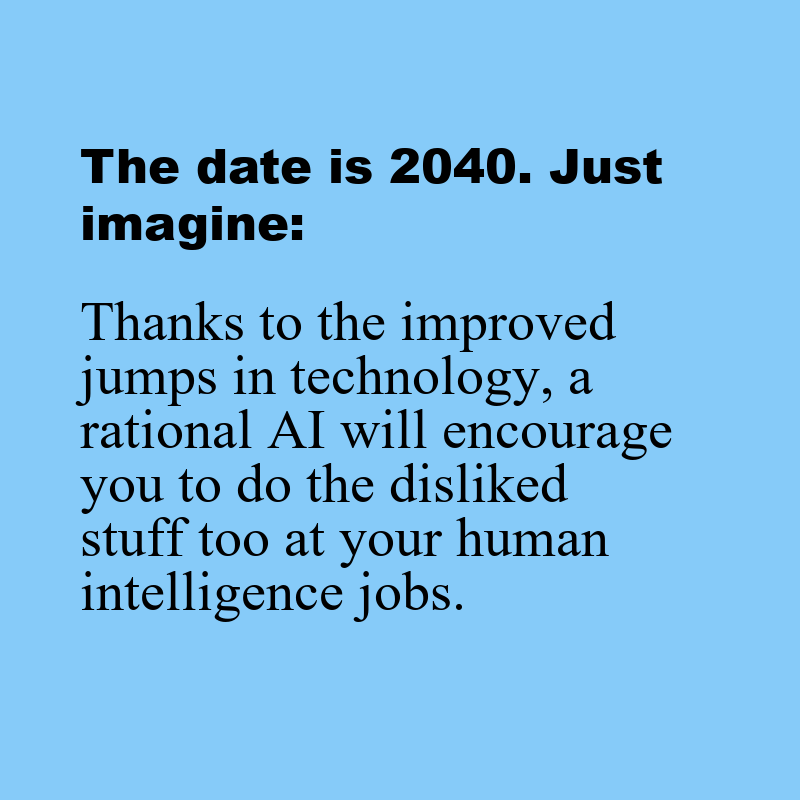 The date is 2040. Just
imagine:
Thanks to the improved
jumps in technology, a
rational AI will encourage
you to do the disliked
stuff too at your human
intelligence jobs.